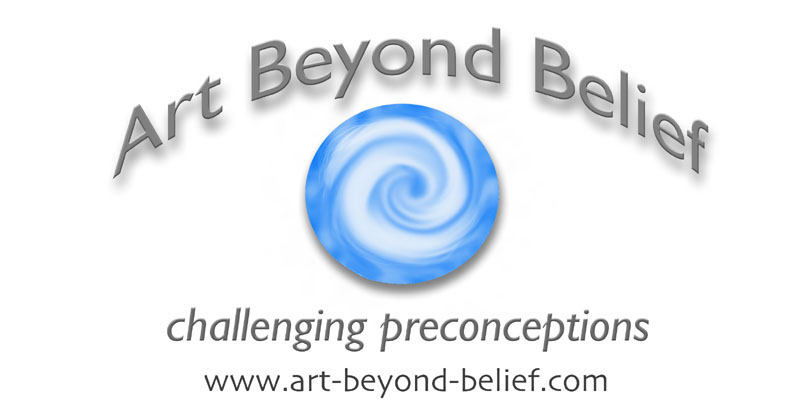 Art Beyond Belief
challenging preconceptions
www.art-beyond-belief.com